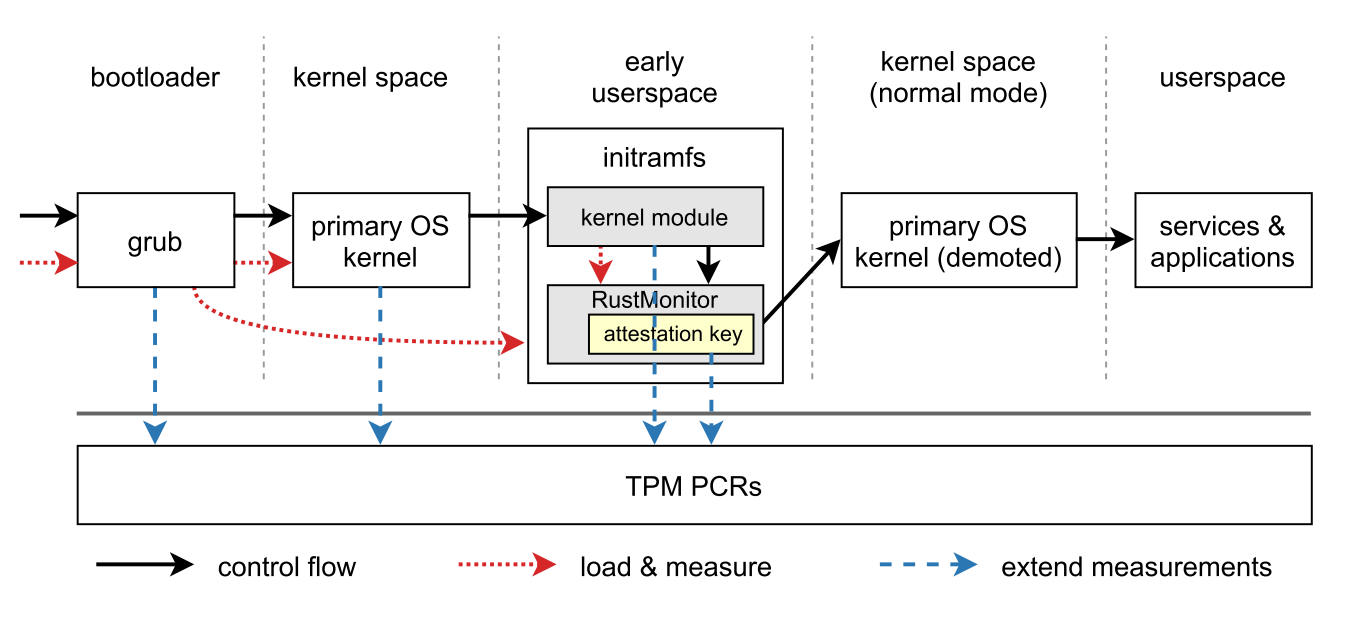 bootloader
kernel space
early
userspace
kernel space
(normal mode)
userspace
initramfs
grub
primary OS
kernel
kernel module
RustMonitor
attestation key
primary OS
kernel (demoted)
services &
applications
TPM PCRs
control flow
load & measure
extend measurements